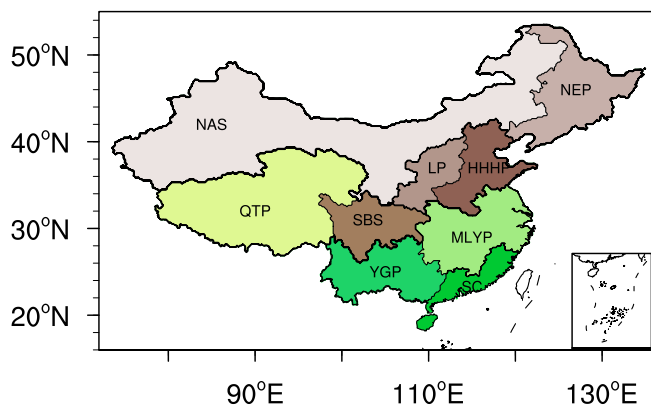 50°N
NEP
NAS
40°N
LP
HHHP
QTP
SBS
30°N
MLYP
YGP
SC
20°N
90°E
110°E
130°E